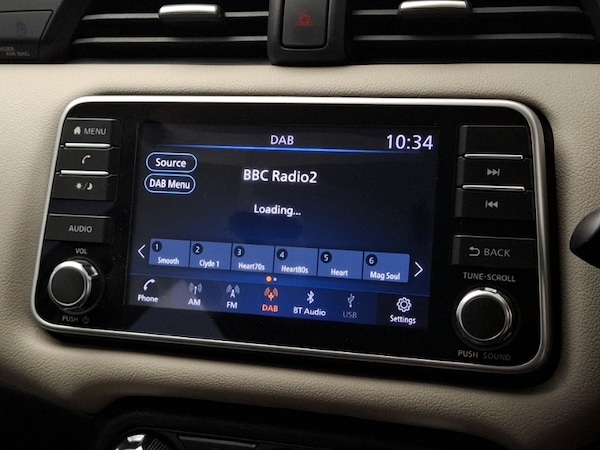 DAB 10:34
Source
DAB Menu
BBC Radio2
Loading...
1 2 3 4 5 6
Smooth Clyde 1 Heart70s Heart80s Heart Mag Soul
Phone AM FM DAB BT Audio USB Settings
MENU
AUDIO
VOL
PUSH
BACK
TUNE·SCROLL
PUSH SOUND
AIR BAG